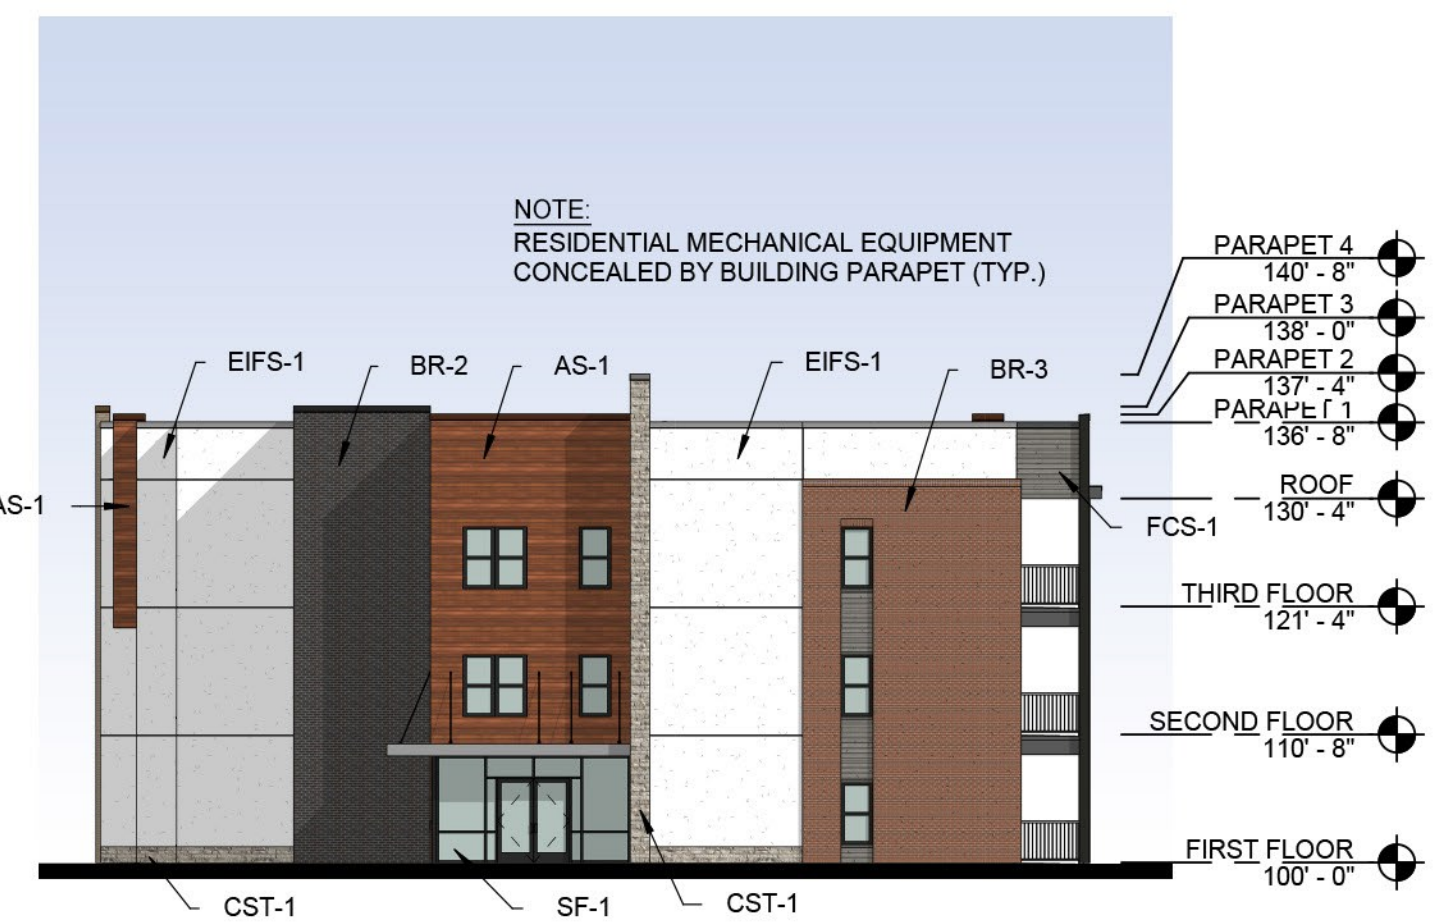 NOTE:
RESIDENTIAL MECHANICAL EQUIPMENT
CONCEALED BY BUILDING PARAPET (TYP.)
PARAPET 4
140' - 8"
PARAPET 3
138' - 0"
PARAPET 2
137' - 4"
PARAPET 1
136' - 8"
EIFS-1
BR-2
AS-1
EIFS-1
BR-3
ROOF
130' - 4"
AS-1
FCS-1
THIRD FLOOR
121' - 4"
SECOND FLOOR
110' - 8"
FIRST FLOOR
100' - 0"
CST-1
SF-1
CST-1